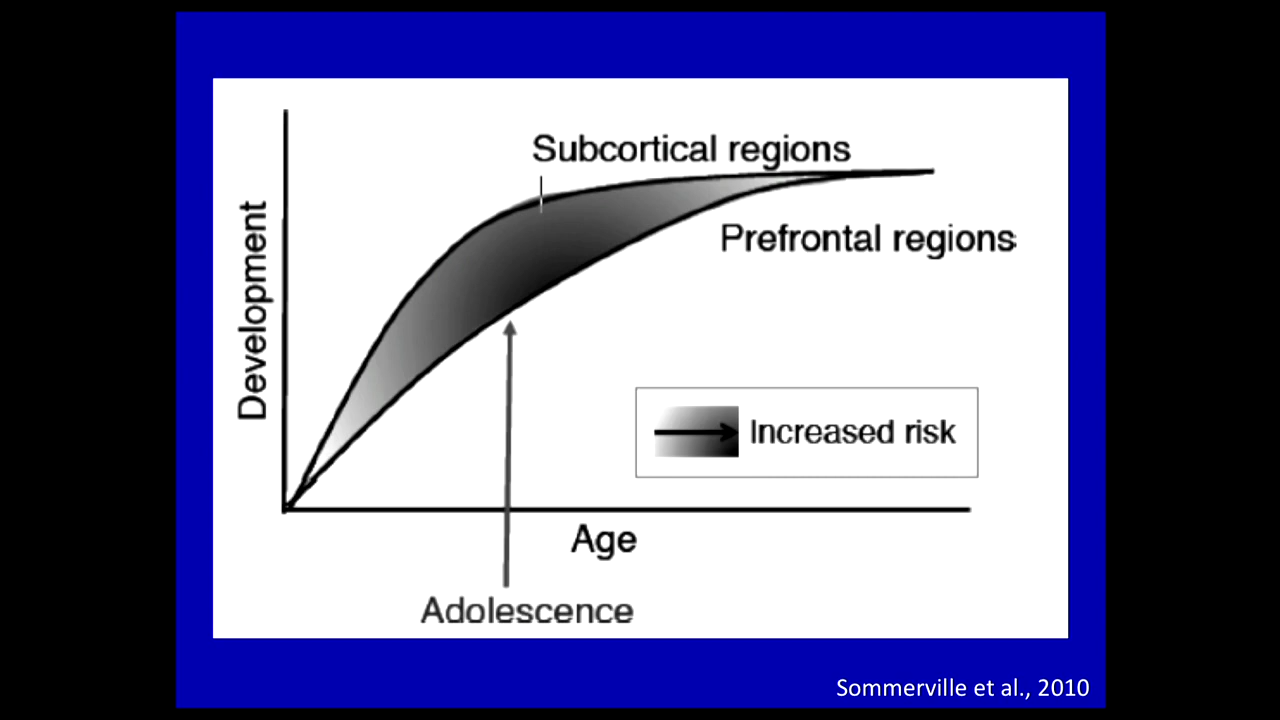 Subcortical regions
Prefrontal regions
Development
Increased risk
Age
Adolescence
Sommerville et al., 2010